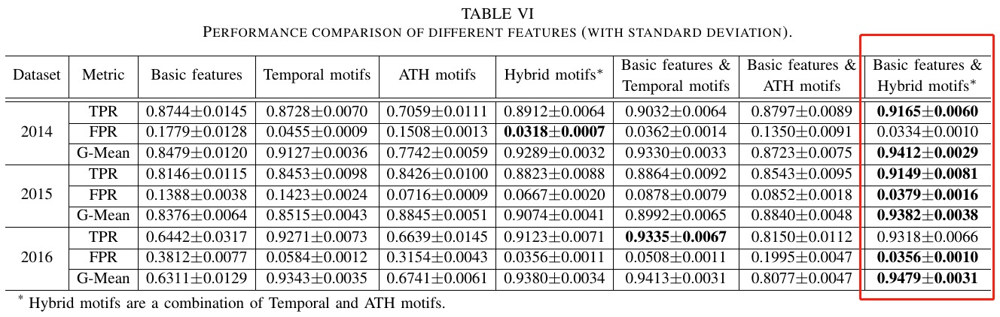 TABLE VI
PERFORMANCE COMPARISON OF DIFFERENT FEATURES (WITH STANDARD DEVIATION).
Dataset Metric Basic features Temporal motifs ATH motifs Hybrid motifs* Basic features & Temporal motifs Basic features & ATH motifs Basic features & Hybrid motifs*
2014 TPR 0.8744±0.0145 0.8728±0.0070 0.7059±0.0111 0.8912±0.0064 0.9032±0.0064 0.8797±0.0089 0.9165±0.0060
FPR 0.1779±0.0128 0.0455±0.0009 0.1508±0.0013 0.0318±0.0007 0.0362±0.0014 0.1350±0.0091 0.0334±0.0010
G-Mean 0.8479±0.0120 0.9127±0.0036 0.7742±0.0059 0.9289±0.0032 0.9330±0.0033 0.8723±0.0075 0.9412±0.0029
2015 TPR 0.8146±0.0115 0.8453±0.0098 0.8426±0.0100 0.8823±0.0088 0.8864±0.0092 0.8543±0.0095 0.9149±0.0081
FPR 0.1388±0.0038 0.1423±0.0024 0.0716±0.0009 0.0667±0.0020 0.0878±0.0079 0.0852±0.0018 0.0379±0.0016
G-Mean 0.8376±0.0064 0.8515±0.0043 0.8845±0.0051 0.9074±0.0041 0.8992±0.0065 0.8840±0.0048 0.9382±0.0038
2016 TPR 0.6442±0.0317 0.9271±0.0073 0.6639±0.0145 0.9123±0.0071 0.9335±0.0067 0.8150±0.0112 0.9318±0.0066
FPR 0.3812±0.0077 0.0584±0.0012 0.3154±0.0043 0.0356±0.0011 0.0508±0.0011 0.1995±0.0047 0.0356±0.0010
G-Mean 0.6311±0.0129 0.9343±0.0035 0.6741±0.0061 0.9380±0.0034 0.9413±0.0031 0.8077±0.0047 0.9479±0.0031
* Hybrid motifs are a combination of Temporal and ATH motifs.